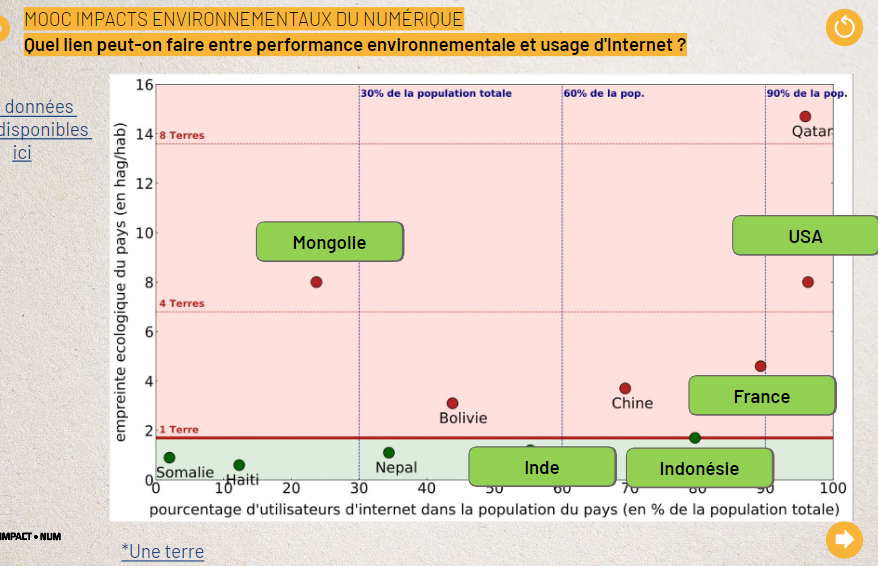 MOOC IMPACTS ENVIRONNEMENTAUX DU NUMÉRIQUE
Quel lien peut-on faire entre performance environnementale et usage d'Internet ?
données
disponibles
ici
16
14
12
10
8
6
4
2
0
empreinte ecologique du pays (en hag/hab)
30% de la population totale
60% de la pop.
90% de la pop.
8 Terres
Qatar
Mongolie
USA
4 Terres
France
Chine
Bolivie
1 Terre
Somalie
Haiti
Nepal
Inde
Indonésie
0 10 20 30 40 50 60 70 80 90 100
pourcentage d'utilisateurs d'internet dans la population du pays (en % de la population totale)
IMPACT • NUM
*Une terre